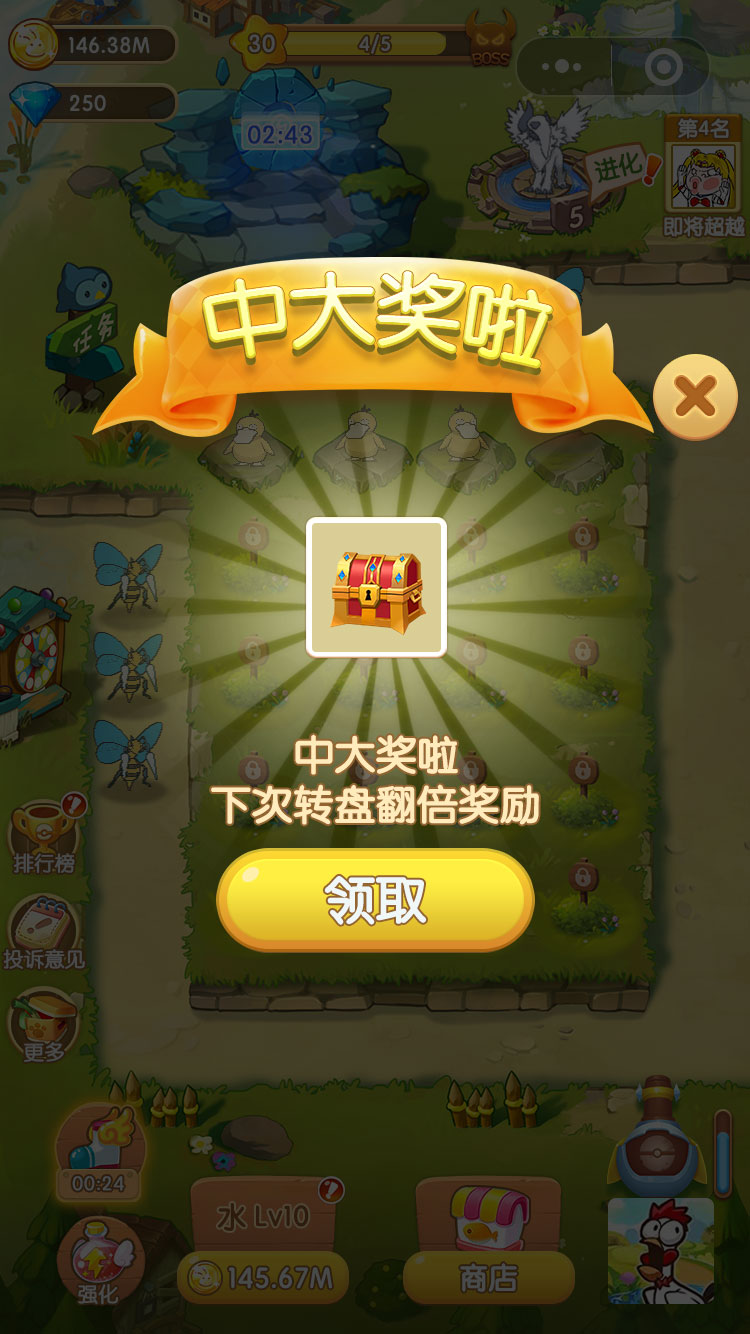 146.38M
30
4/5
BOSS
250
02:43
第4名
进化
5
即将超越
任务
中大奖啦
中大奖啦
下次转盘翻倍奖励
领取
排行榜
投诉意见
更多
00:24
水 Lv10
强化
145.67M
商店